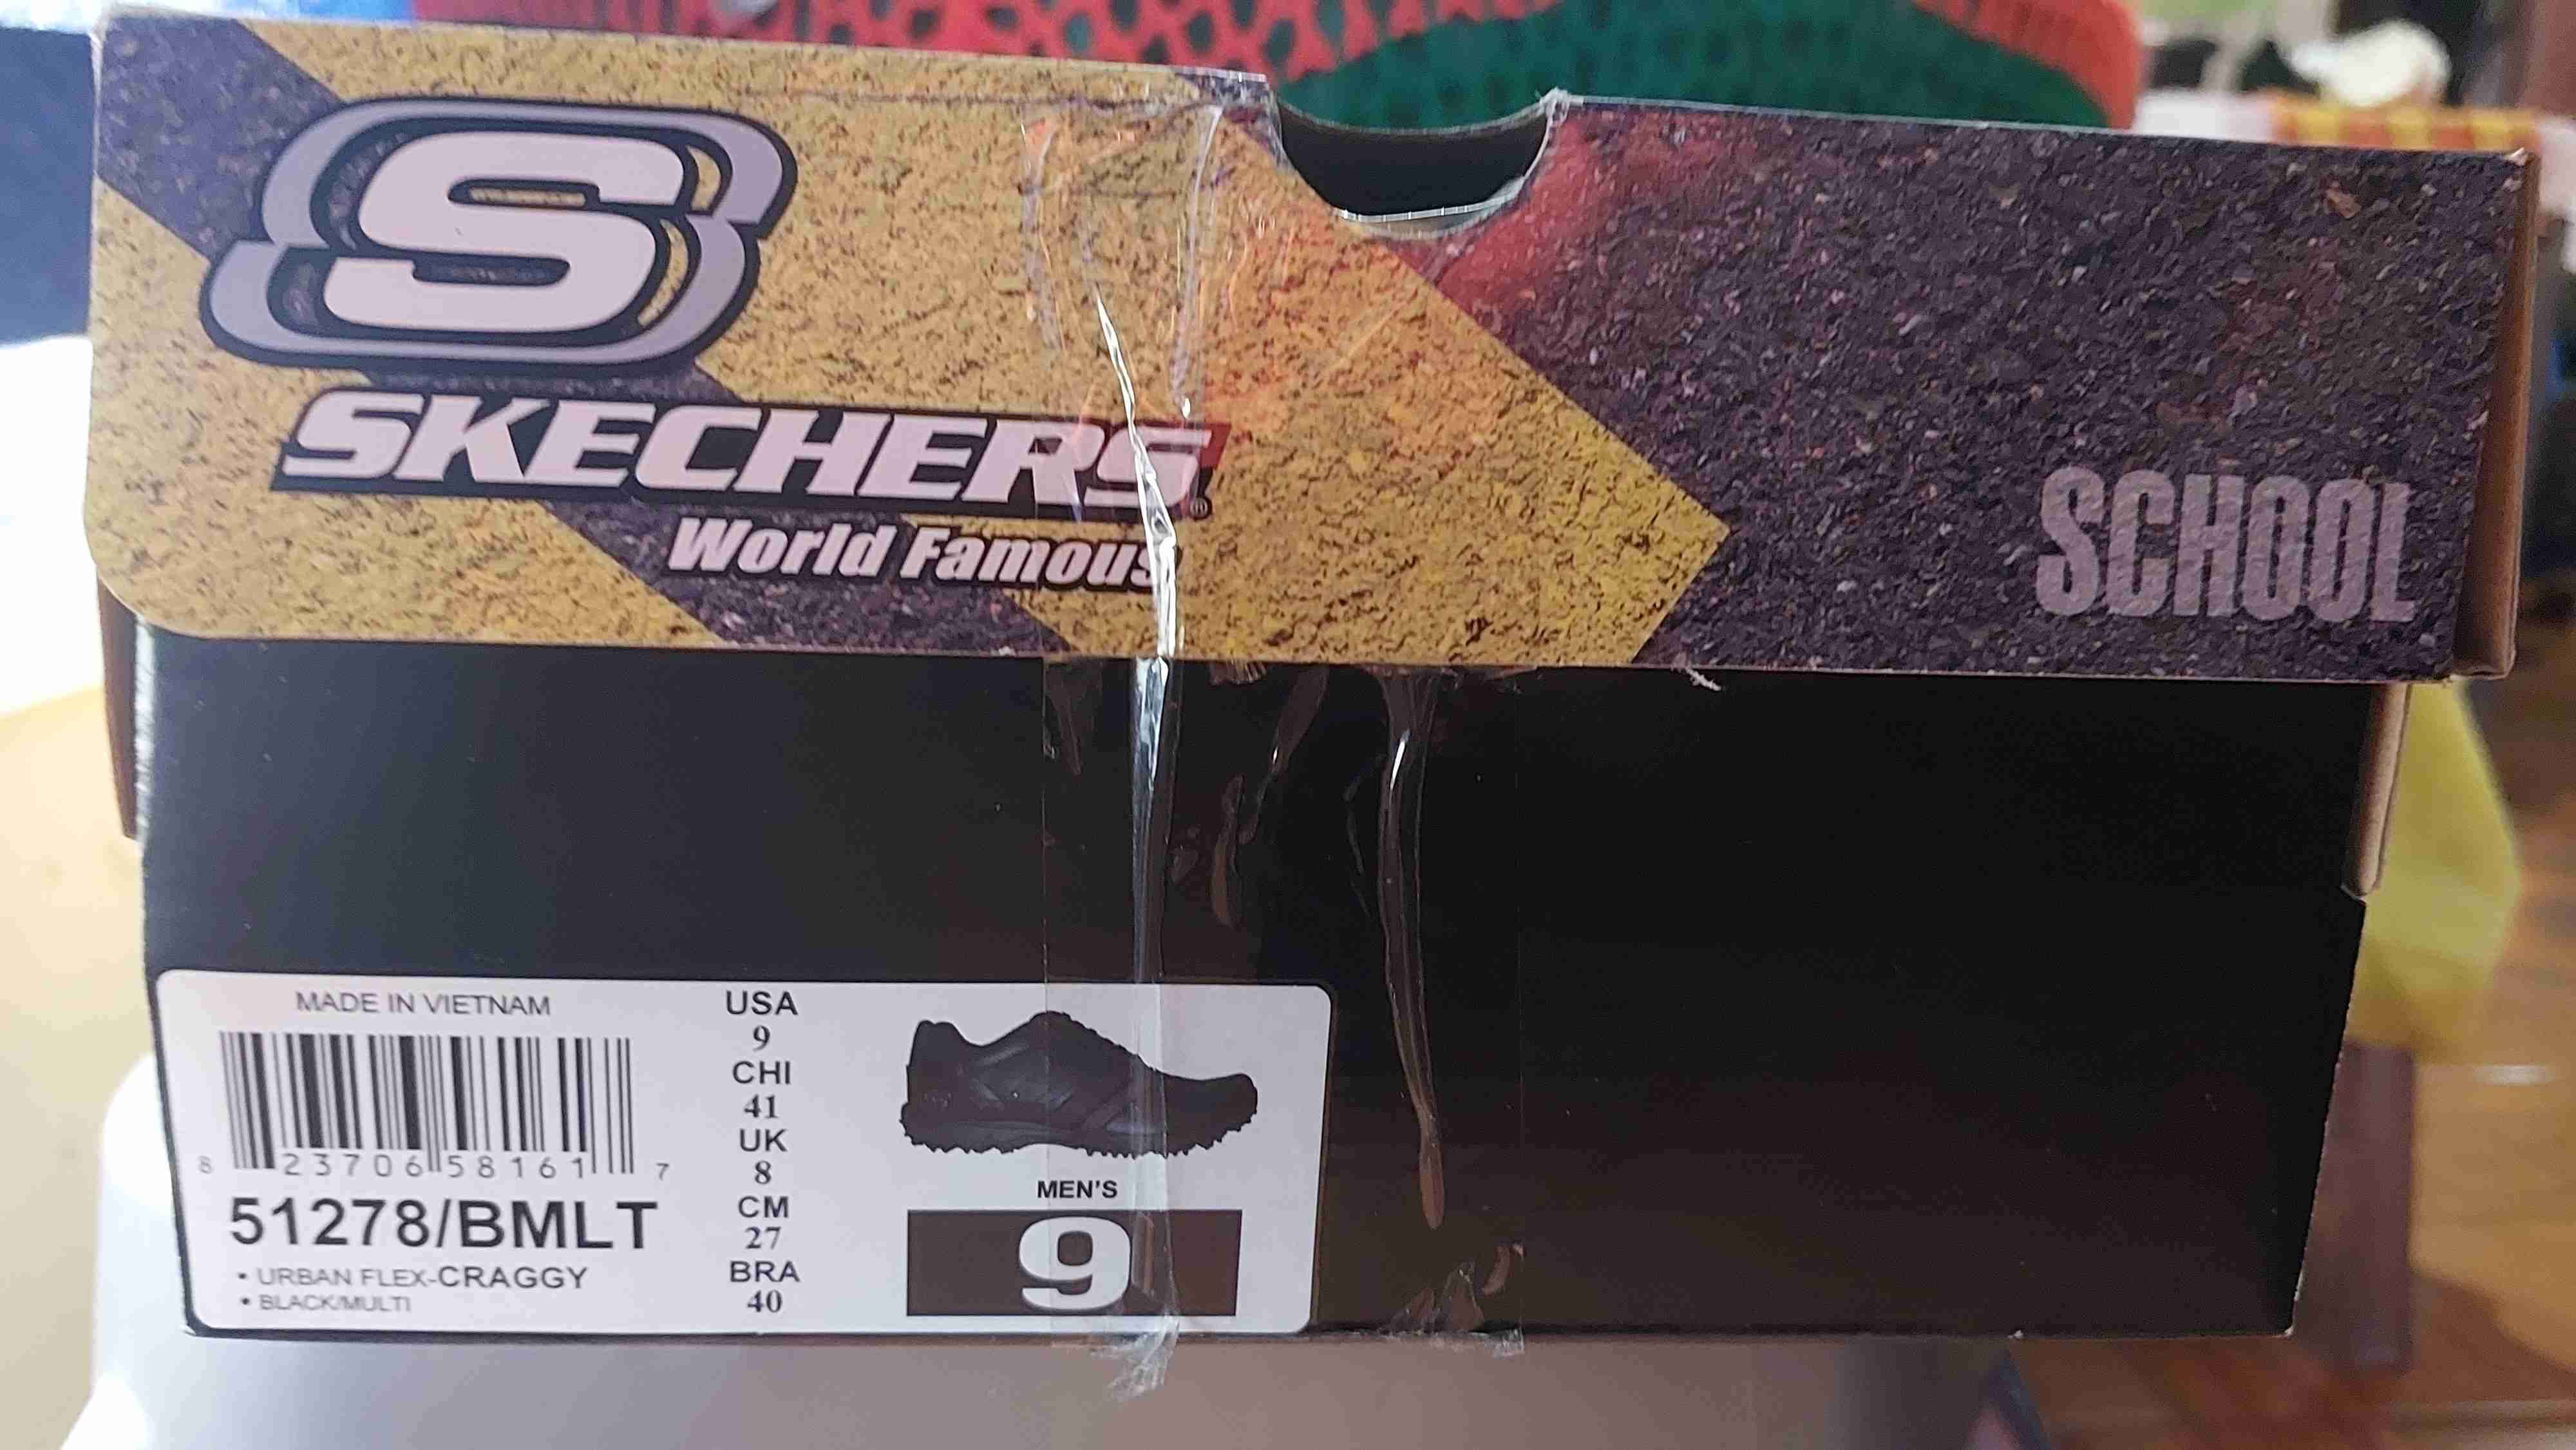 S
SKECHERS®
World Famous
SCHOOL
MADE IN VIETNAM
8 23706 58161 7
51278/BMLT
• URBAN FLEX-CRAGGY
• BLACK/MULTI
USA
9
CHI
41
UK
8
CM
27
BRA
40
MEN'S
9